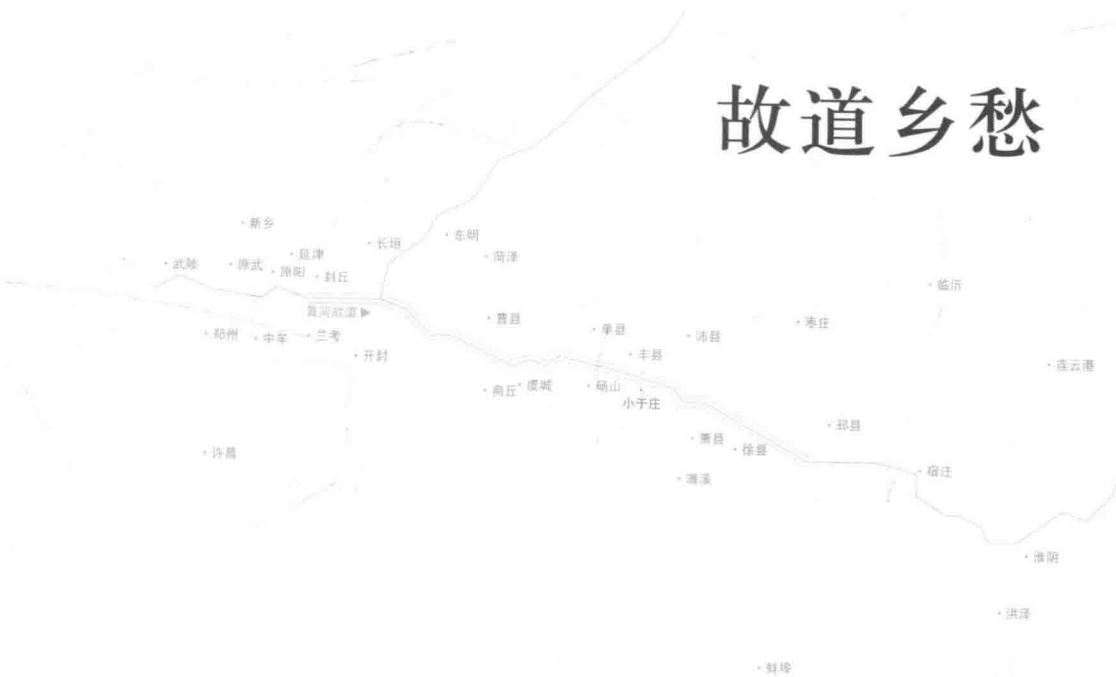 故道乡愁
新乡
长垣
东明
延津
菏泽
武陟
原武
原阳
封丘
临沂
黄河故道
曹县
郑州
中牟
兰考
单县
沛县
枣庄
开封
丰县
连云港
商丘
虞城
砀山
小于庄
邳县
许昌
萧县
徐县
濉溪
宿迁
淮阴
洪泽
蚌埠